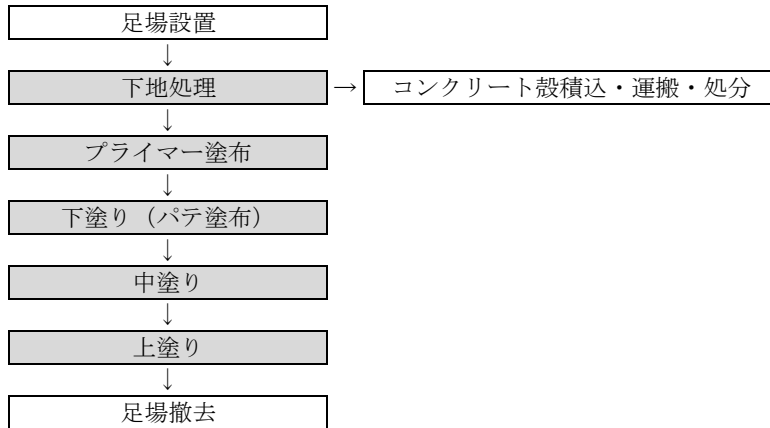 足場設置
↓
下地処理 → コンクリート殻積込・運搬・処分
↓
プライマー塗布
↓
下塗り（パテ塗布）
↓
中塗り
↓
上塗り
↓
足場撤去